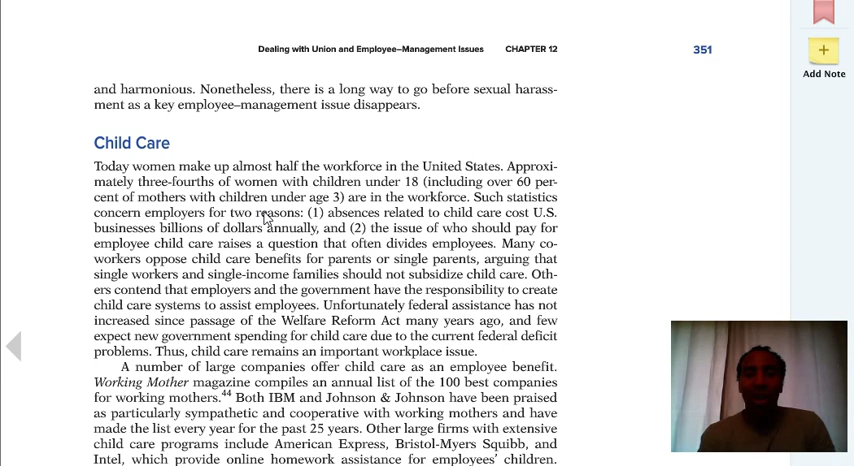 Dealing with Union and Employee–Management Issues CHAPTER 12 351
Add Note
and harmonious. Nonetheless, there is a long way to go before sexual harass-
ment as a key employee–management issue disappears.
Child Care
Today women make up almost half the workforce in the United States. Approxi-
mately three-fourths of women with children under 18 (including over 60 per-
cent of mothers with children under age 3) are in the workforce. Such statistics
concern employers for two reasons: (1) absences related to child care cost U.S.
businesses billions of dollars annually, and (2) the issue of who should pay for
employee child care raises a question that often divides employees. Many co-
workers oppose child care benefits for parents or single parents, arguing that
single workers and single-income families should not subsidize child care. Oth-
ers contend that employers and the government have the responsibility to create
child care systems to assist employees. Unfortunately federal assistance has not
increased since passage of the Welfare Reform Act many years ago, and few
expect new government spending for child care due to the current federal deficit
problems. Thus, child care remains an important workplace issue.
A number of large companies offer child care as an employee benefit.
Working Mother magazine compiles an annual list of the 100 best companies
for working mothers.44 Both IBM and Johnson & Johnson have been praised
as particularly sympathetic and cooperative with working mothers and have
made the list every year for the past 25 years. Other large firms with extensive
child care programs include American Express, Bristol-Myers Squibb, and
Intel, which provide online homework assistance for employees' children.